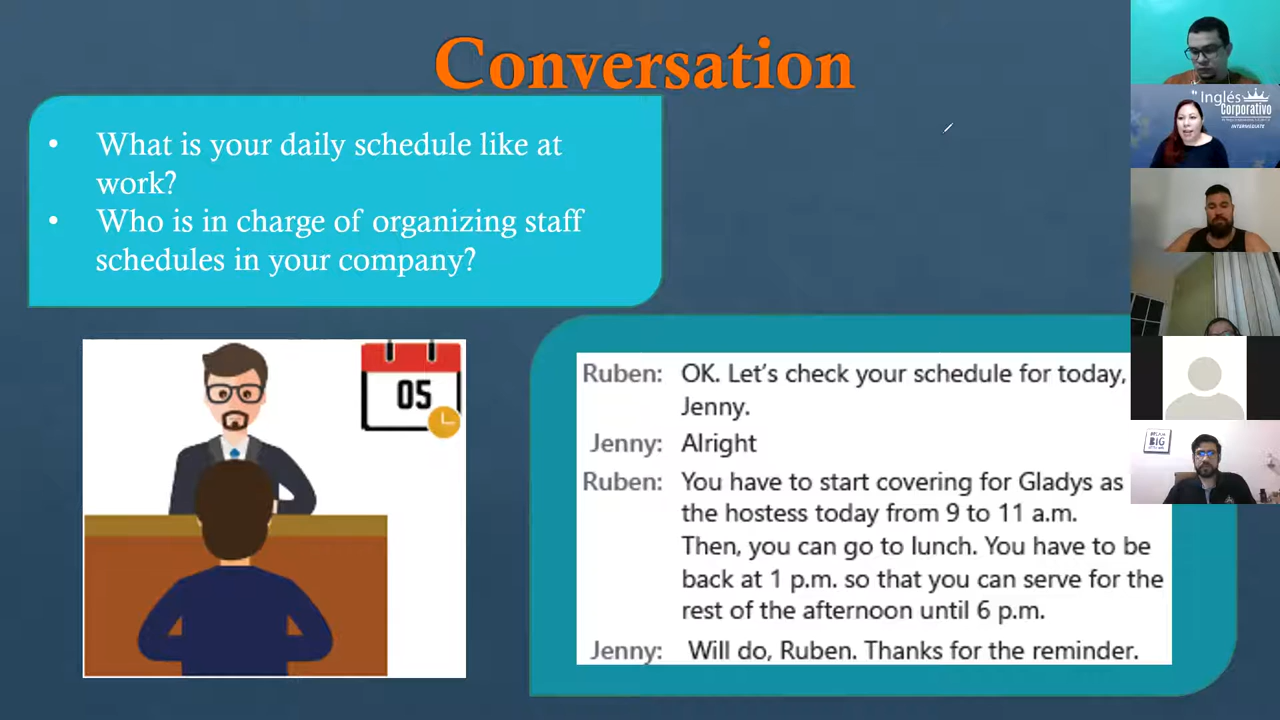 Conversation
• What is your daily schedule like at
work?
• Who is in charge of organizing staff
schedules in your company?
05
Ruben: OK. Let's check your schedule for today,
Jenny.
Jenny: Alright
Ruben: You have to start covering for Gladys as
the hostess today from 9 to 11 a.m.
Then, you can go to lunch. You have to be
back at 1 p.m. so that you can serve for the
rest of the afternoon until 6 p.m.
Jenny: Will do, Ruben. Thanks for the reminder.
Inglés
Corporativo
INTERMEDIATE
DREAM
BIG